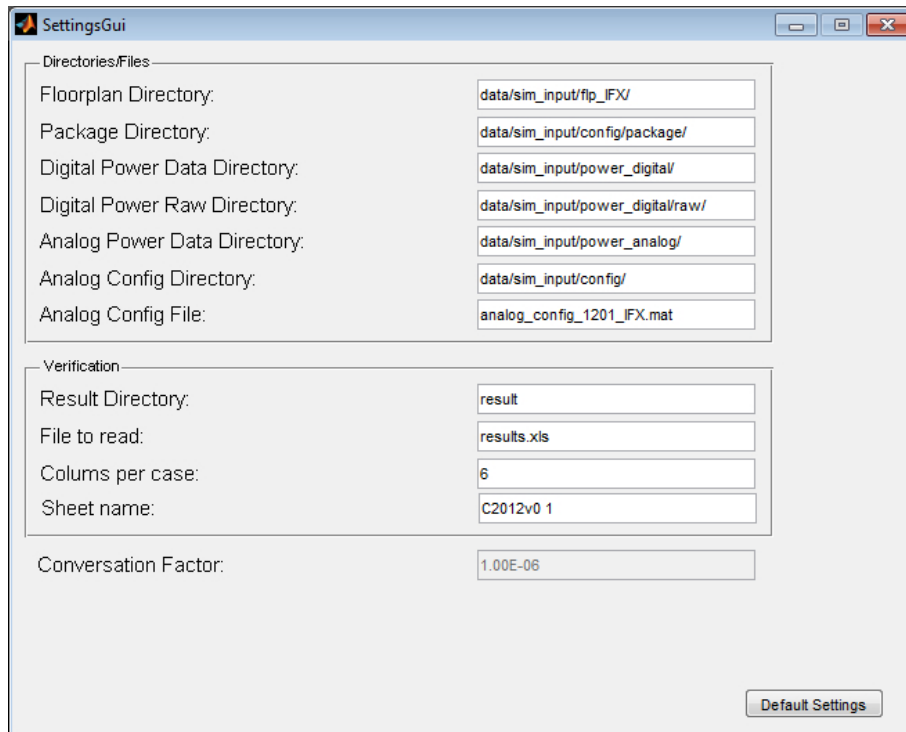 SettingsGui
Directories/Files
Floorplan Directory: data/sim_input/flp_IFX/
Package Directory: data/sim_input/config/package/
Digital Power Data Directory: data/sim_input/power_digital/
Digital Power Raw Directory: data/sim_input/power_digital/raw/
Analog Power Data Directory: data/sim_input/power_analog/
Analog Config Directory: data/sim_input/config/
Analog Config File: analog_config_1201_IFX.mat
Verification
Result Directory: result
File to read: results.xls
Colums per case: 6
Sheet name: C2012v0 1
Conversation Factor: 1.00E-06
Default Settings